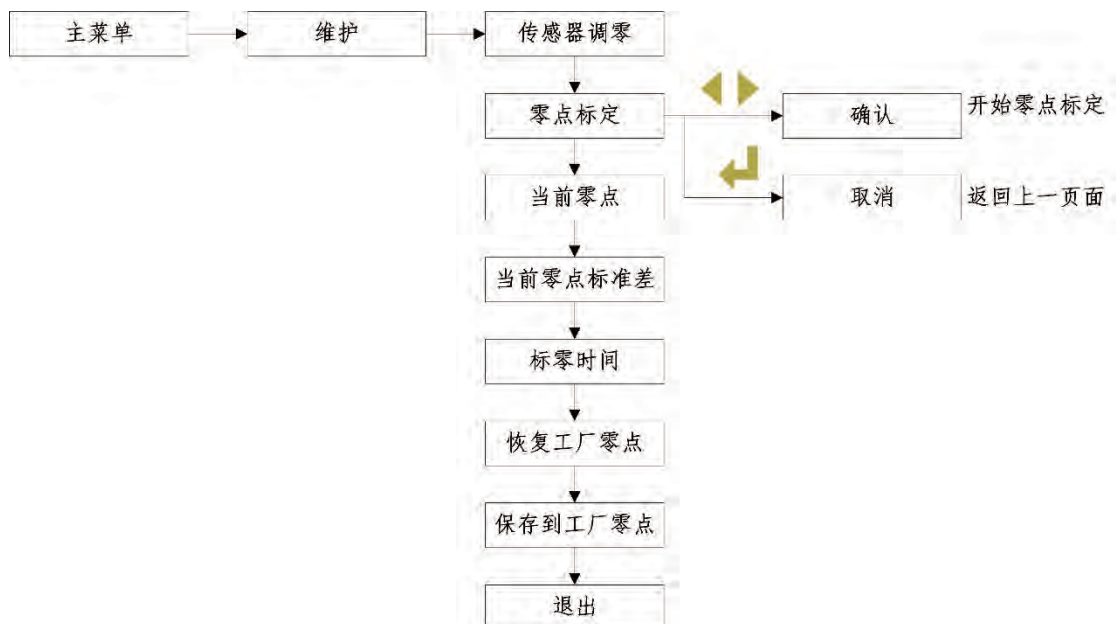 主菜单
维护
传感器调零
零点标定
确认
开始零点标定
当前零点
取消
返回上一页面
当前零点标准差
标零时间
恢复工厂零点
保存到工厂零点
退出